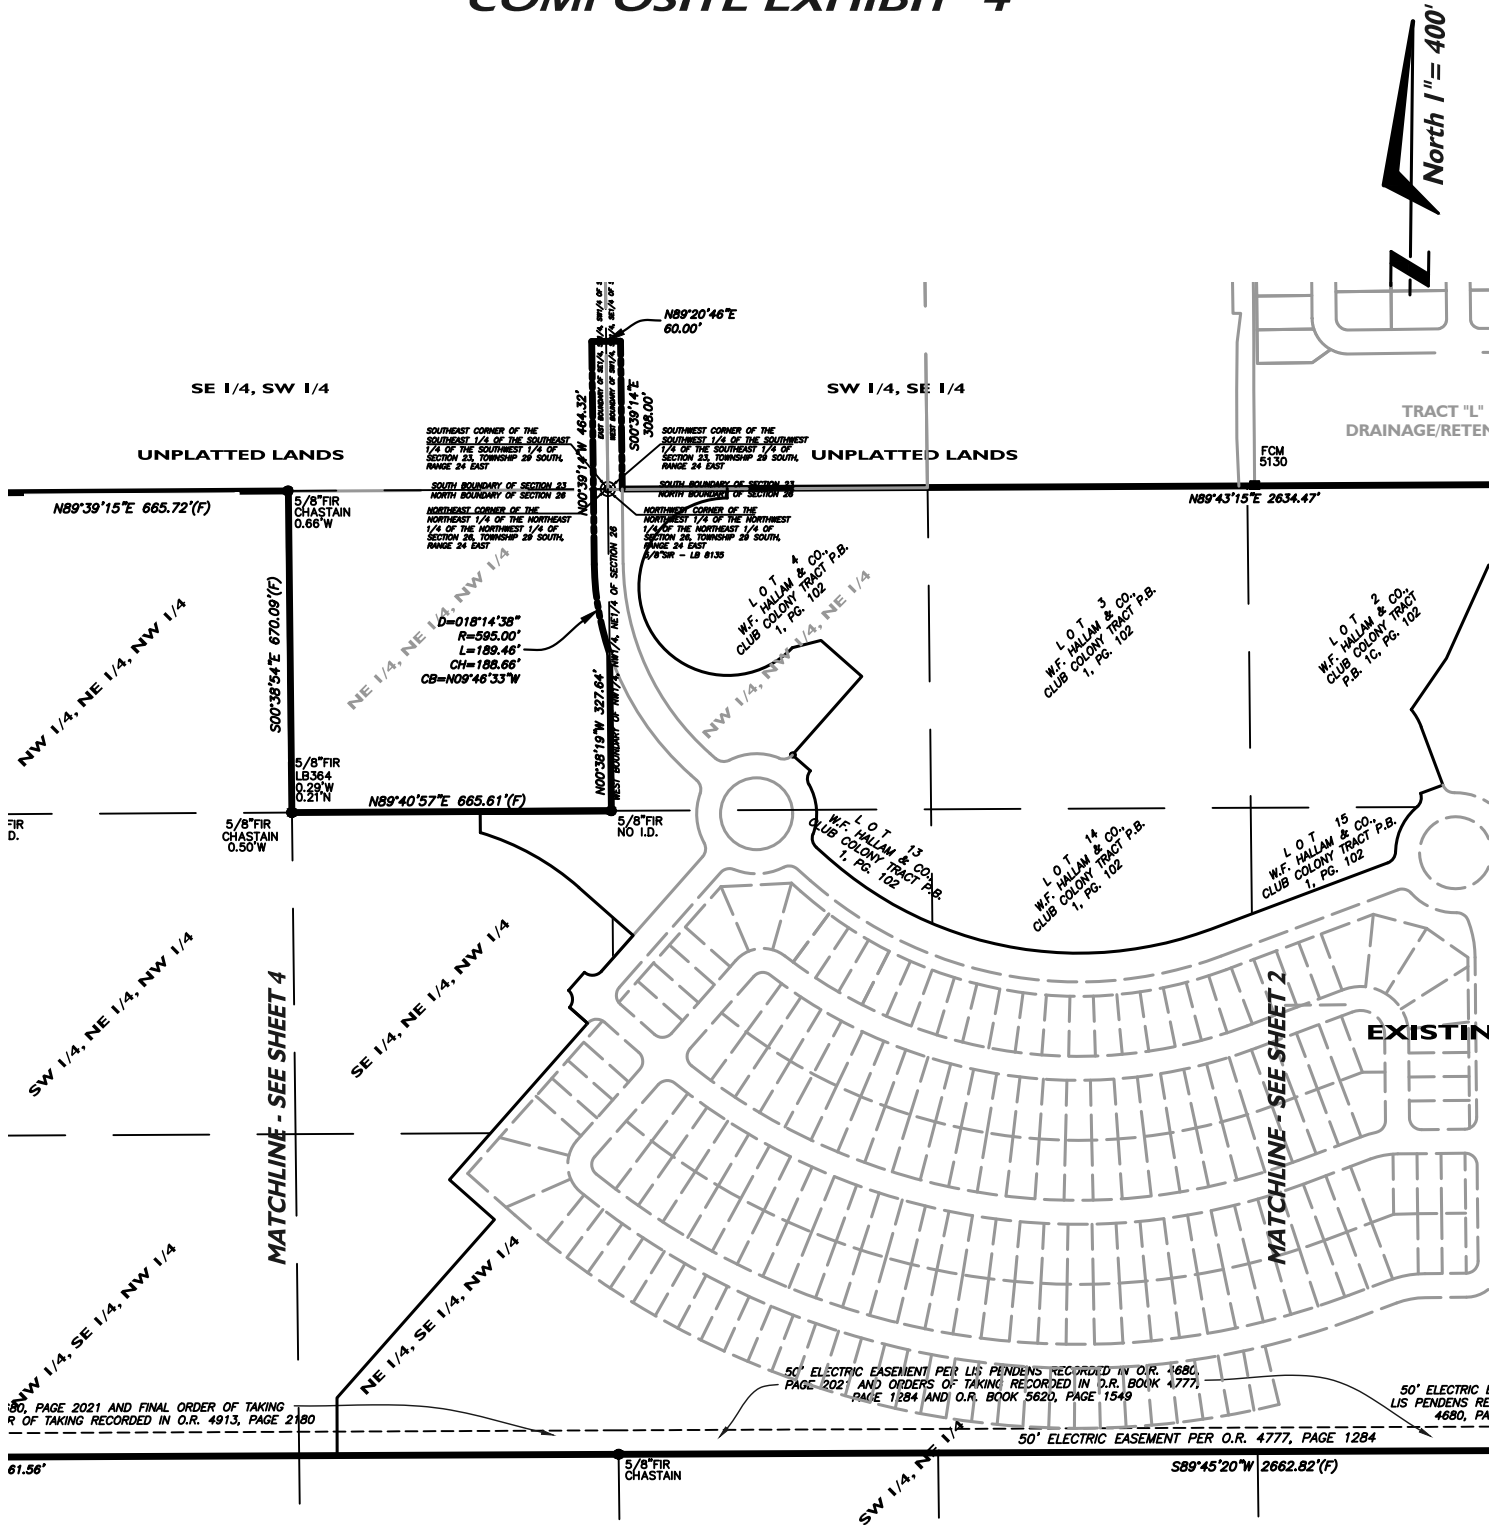 COMPOSITE EXHIBIT "4"
North 1"= 400'
N
N89°20'46"E
60.00'
SE 1/4, SW 1/4
SW 1/4, SE 1/4
N00°39'14"W 464.32'
S00°39'14"E
308.00'
TRACT "L"
DRAINAGE/RETEN
UNPLATTED LANDS
UNPLATTED LANDS
SOUTHEAST CORNER OF THE
SOUTHEAST 1/4 OF THE SOUTHEAST
1/4 OF THE SOUTHWEST 1/4 OF
SECTION 23, TOWNSHIP 29 SOUTH,
RANGE 24 EAST
SOUTHWEST CORNER OF THE
SOUTHWEST 1/4 OF THE SOUTHWEST
1/4 OF THE SOUTHEAST 1/4 OF
SECTION 23, TOWNSHIP 29 SOUTH,
RANGE 24 EAST
FCM
5130
SOUTH BOUNDARY OF SECTION 23
NORTH BOUNDARY OF SECTION 26
SOUTH BOUNDARY OF SECTION 23
NORTH BOUNDARY OF SECTION 26
N89°39'15"E 665.72'(F)
5/8"FIR
CHASTAIN
0.66'W
N89°43'15"E 2634.47'
NORTHEAST CORNER OF THE
NORTHEAST 1/4 OF THE NORTHEAST
1/4 OF THE NORTHWEST 1/4 OF
SECTION 26, TOWNSHIP 29 SOUTH,
RANGE 24 EAST
NORTHWEST CORNER OF THE
NORTHWEST 1/4 OF THE NORTHWEST
1/4 OF THE NORTHEAST 1/4 OF
SECTION 26, TOWNSHIP 29 SOUTH,
RANGE 24 EAST
5/8"SIR - LB 8135
S00°38'54"E 670.09'(F)
NW 1/4, NE 1/4, NW 1/4
NE 1/4, NE 1/4, NW 1/4
D=018°14'38"
R=595.00'
L=189.46'
CH=188.66'
CB=N09°46'33"W
N00°38'19"W 327.64'
WEST BOUNDARY OF NW1/4, NW1/4, NE1/4 OF SECTION 26
NW 1/4, NW 1/4, NE 1/4
LOT 4
W.F. HALLAM & CO.,
CLUB COLONY TRACT P.B.
1, PG. 102
LOT 3
W.F. HALLAM & CO.,
CLUB COLONY TRACT P.B.
1, PG. 102
LOT 2
W.F. HALLAM & CO.,
CLUB COLONY TRACT
P.B. 1C, PG. 102
5/8"FIR
LB364
0.29'W
0.21'N
N89°40'57"E 665.61'(F)
FIR
D.
5/8"FIR
CHASTAIN
0.50'W
5/8"FIR
NO I.D.
LOT 13
W.F. HALLAM & CO.,
CLUB COLONY TRACT P.B.
1, PG. 102
LOT 14
W.F. HALLAM & CO.,
CLUB COLONY TRACT P.B.
1, PG. 102
LOT 15
W.F. HALLAM & CO.,
CLUB COLONY TRACT P.B.
1, PG. 102
SW 1/4, NE 1/4, NW 1/4
MATCHLINE - SEE SHEET 4
SE 1/4, NE 1/4, NW 1/4
MATCHLINE - SEE SHEET 2
EXISTIN
NW 1/4, SE 1/4, NW 1/4
NE 1/4, SE 1/4, NW 1/4
80, PAGE 2021 AND FINAL ORDER OF TAKING
R OF TAKING RECORDED IN O.R. 4913, PAGE 2180
50' ELECTRIC EASEMENT PER LIS PENDENS RECORDED IN O.R. 4680,
PAGE 2021 AND ORDERS OF TAKING RECORDED IN O.R. BOOK 4777,
PAGE 1284 AND O.R. BOOK 5620, PAGE 1549
50' ELECTRIC E
LIS PENDENS RE
4680, PA
50' ELECTRIC EASEMENT PER O.R. 4777, PAGE 1284
61.56'
5/8"FIR
CHASTAIN
SW 1/4, NE 1/4
S89°45'20"W 2662.82'(F)